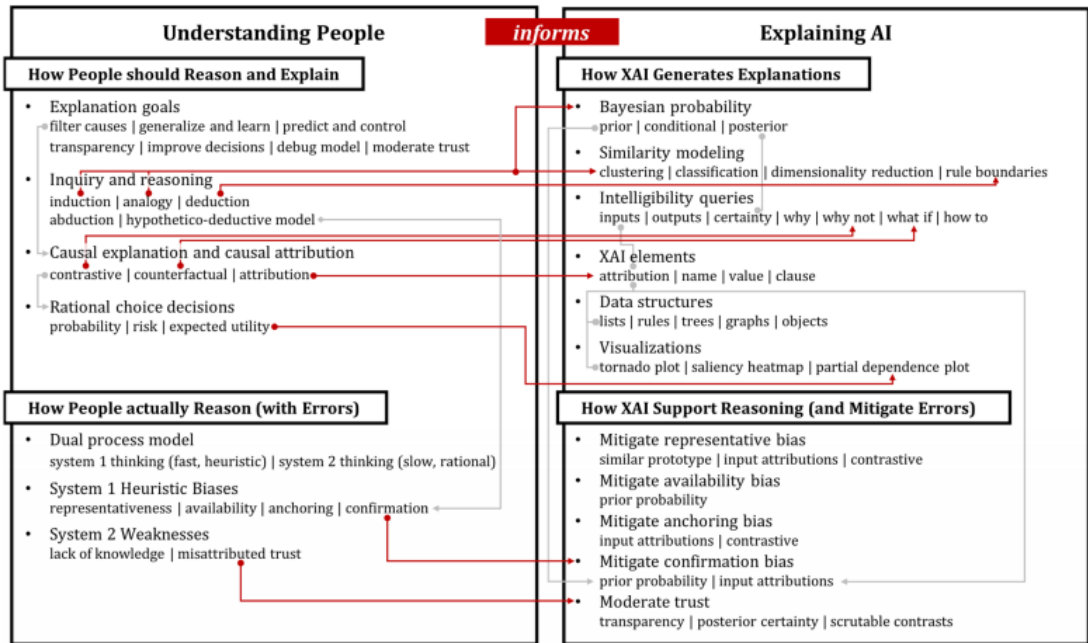 Understanding People
informs
Explaining AI
How People should Reason and Explain
• Explanation goals
filter causes | generalize and learn | predict and control
transparency | improve decisions | debug model | moderate trust
• Inquiry and reasoning
induction | analogy | deduction
abduction | hypothetico-deductive model
• Causal explanation and causal attribution
contrastive | counterfactual | attribution
• Rational choice decisions
probability | risk | expected utility
How People actually Reason (with Errors)
• Dual process model
system 1 thinking (fast, heuristic) | system 2 thinking (slow, rational)
• System 1 Heuristic Biases
representativeness | availability | anchoring | confirmation
• System 2 Weaknesses
lack of knowledge | misattributed trust
How XAI Generates Explanations
• Bayesian probability
prior | conditional | posterior
• Similarity modeling
clustering | classification | dimensionality reduction | rule boundaries
• Intelligibility queries
inputs | outputs | certainty | why | why not | what if | how to
• XAI elements
attribution | name | value | clause
• Data structures
lists | rules | trees | graphs | objects
• Visualizations
tornado plot | saliency heatmap | partial dependence plot
How XAI Support Reasoning (and Mitigate Errors)
• Mitigate representative bias
similar prototype | input attributions | contrastive
• Mitigate availability bias
prior probability
• Mitigate anchoring bias
input attributions | contrastive
• Mitigate confirmation bias
prior probability | input attributions
• Moderate trust
transparency | posterior certainty | scrutable contrasts